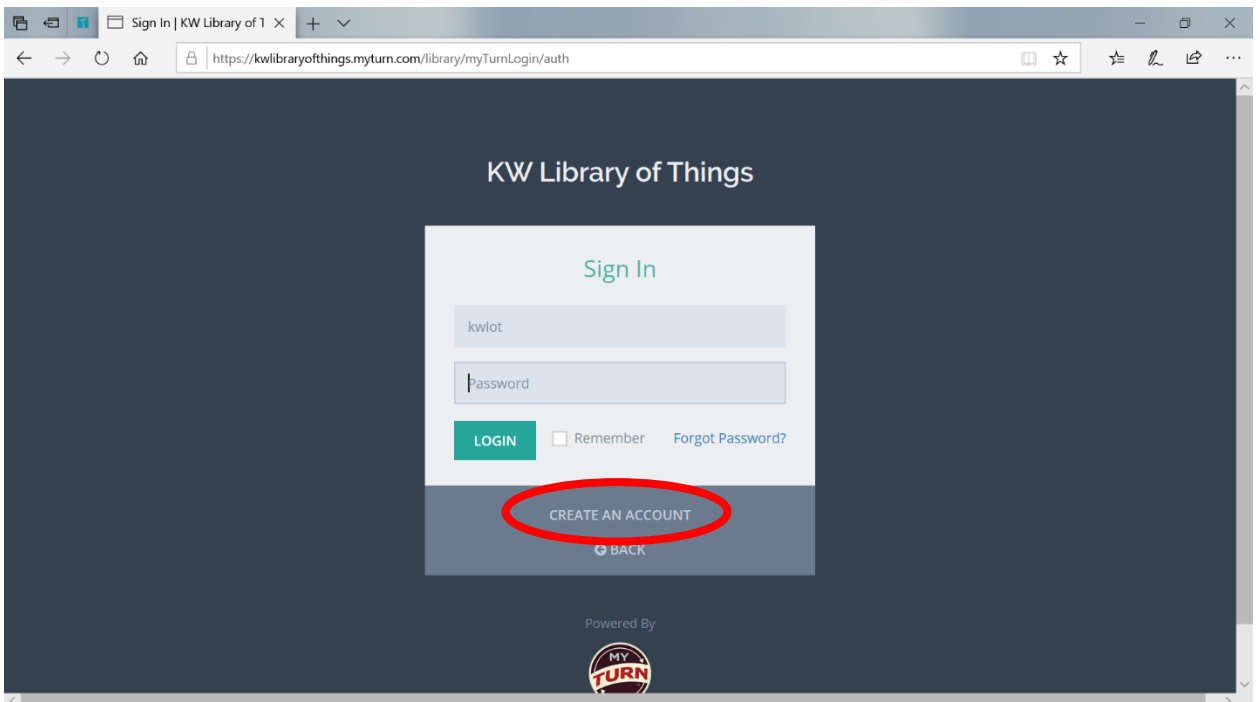 Sign In | KW Library of T
https://kwlibraryofthings.myturn.com/library/myTurnLogin/auth
KW Library of Things
Sign In
kwlot
Password
LOGIN Remember Forgot Password?
CREATE AN ACCOUNT
BACK
Powered By
MY
TURN